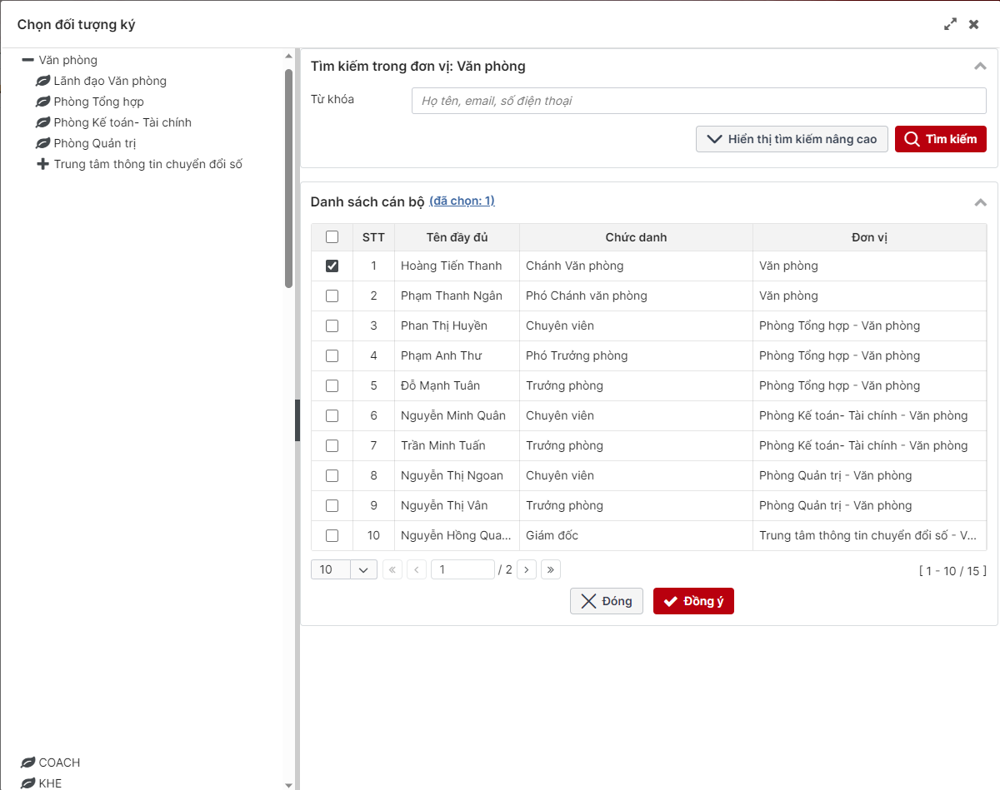 Chọn đối tượng ký
Văn phòng
Lãnh đạo Văn phòng
Phòng Tổng hợp
Phòng Kế toán- Tài chính
Phòng Quản trị
Trung tâm thông tin chuyển đổi số
COACH
KHE
Tìm kiếm trong đơn vị: Văn phòng
Từ khóa Họ tên, email, số điện thoại
Hiển thị tìm kiếm nâng cao Tìm kiếm
Danh sách cán bộ (đã chọn: 1)
STT Tên đầy đủ Chức danh Đơn vị
1 Hoàng Tiến Thanh Chánh Văn phòng Văn phòng
2 Phạm Thanh Ngân Phó Chánh văn phòng Văn phòng
3 Phan Thị Huyền Chuyên viên Phòng Tổng hợp - Văn phòng
4 Phạm Anh Thư Phó Trưởng phòng Phòng Tổng hợp - Văn phòng
5 Đỗ Mạnh Tuân Trưởng phòng Phòng Tổng hợp - Văn phòng
6 Nguyễn Minh Quân Chuyên viên Phòng Kế toán- Tài chính - Văn phòng
7 Trần Minh Tuấn Trưởng phòng Phòng Kế toán- Tài chính - Văn phòng
8 Nguyễn Thị Ngoan Chuyên viên Phòng Quản trị - Văn phòng
9 Nguyễn Thị Vân Trưởng phòng Phòng Quản trị - Văn phòng
10 Nguyễn Hồng Qua... Giám đốc Trung tâm thông tin chuyển đổi số - V...
10 « ‹ 1 / 2 › » [ 1 - 10 / 15 ]
Đóng Đồng ý